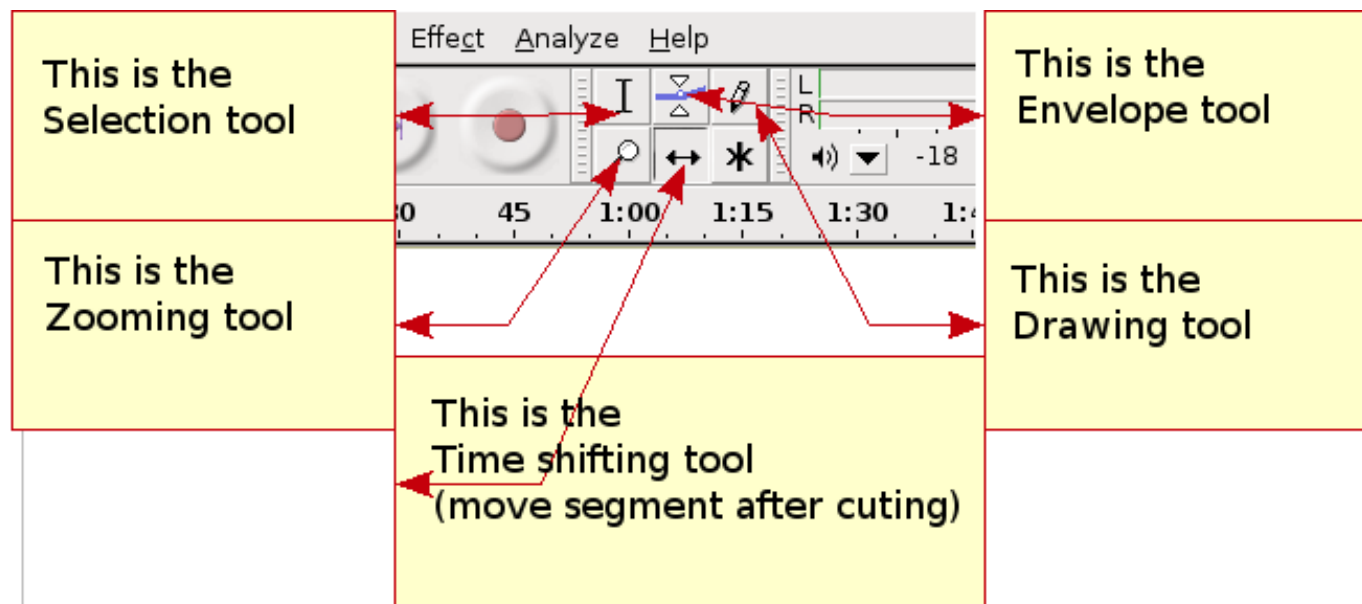 This is the
Selection tool
Effect Analyze Help
This is the
Envelope tool
L
R
-18
45 1:00 1:15 1:30
This is the
Zooming tool
This is the
Drawing tool
This is the
Time shifting tool
(move segment after cuting)